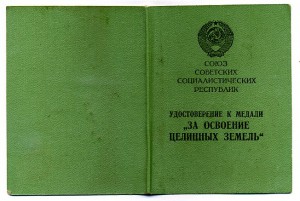 СОЮЗ
СОВЕТСКИХ
СОЦИАЛИСТИЧЕСКИХ
РЕСПУБЛИК
УДОСТОВЕРЕНИЕ К МЕДАЛИ
„ЗА ОСВОЕНИЕ
ЦЕЛИННЫХ ЗЕМЕЛЬ“